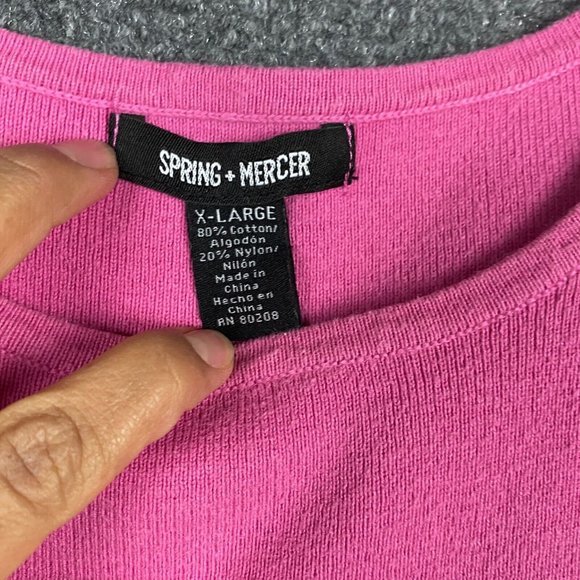 SPRING + MERCER
X-LARGE
80% Cotton/
Algodón
20% Nylon/
Nilón
Made in
China
Hecho en
China
RN 80208